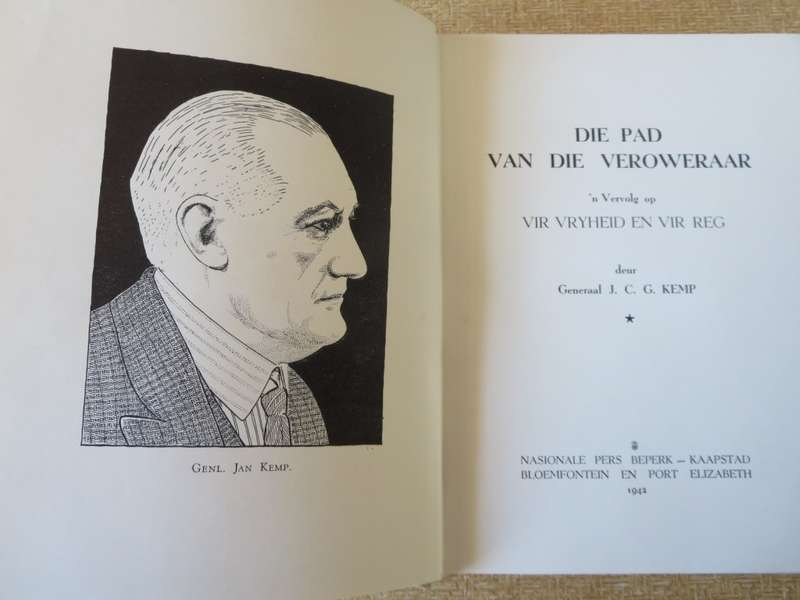 GENL. JAN KEMP.
DIE PAD
VAN DIE VEROWERAAR
'n Vervolg op
VIR VRYHEID EN VIR REG
deur
Generaal J. C. G. KEMP
NASIONALE PERS BEPERK — KAAPSTAD
BLOEMFONTEIN EN PORT ELIZABETH
1942